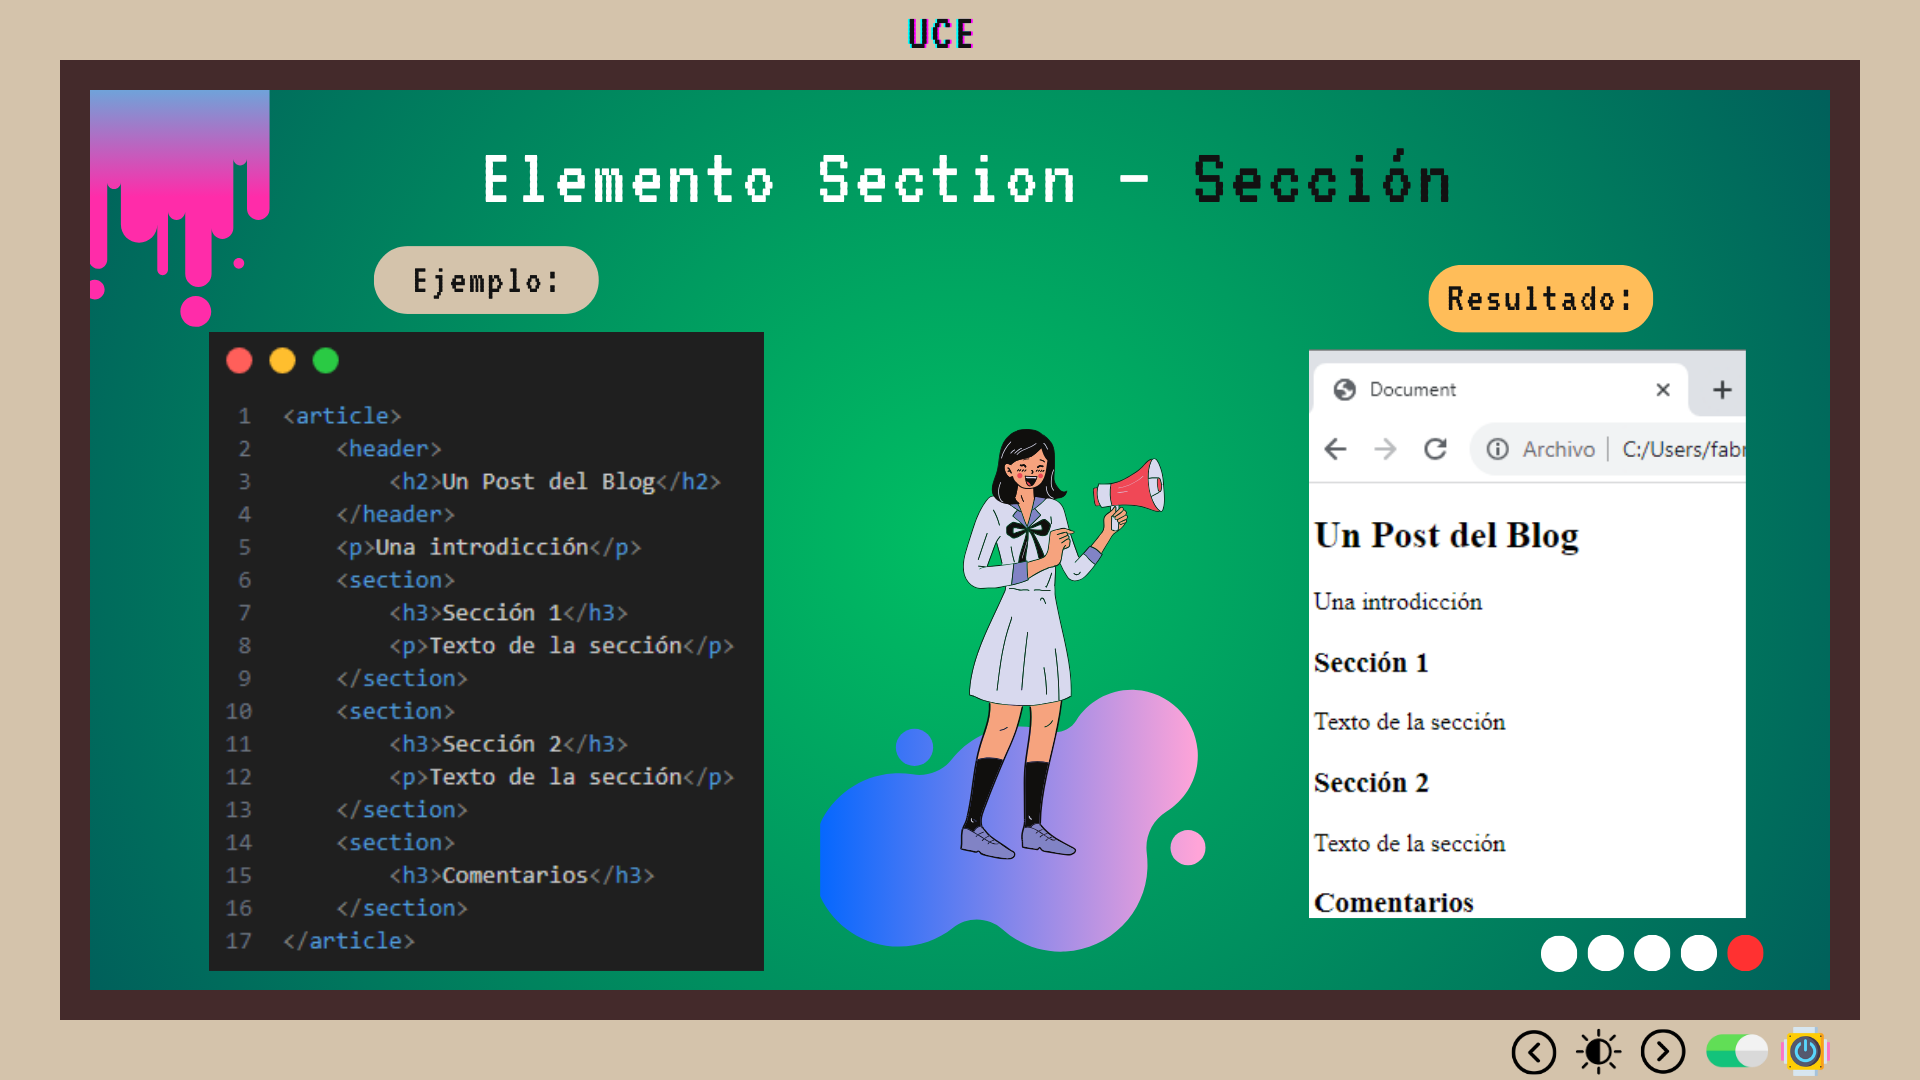 UCE
Elemento Section - Sección
Ejemplo:
1 <article>
2 <header>
3 <h2>Un Post del Blog</h2>
4 </header>
5 <p>Una introdicción</p>
6 <section>
7 <h3>Sección 1</h3>
8 <p>Texto de la sección</p>
9 </section>
10 <section>
11 <h3>Sección 2</h3>
12 <p>Texto de la sección</p>
13 </section>
14 <section>
15 <h3>Comentarios</h3>
16 </section>
17 </article>
Resultado:
Document
Archivo | C:/Users/fabr
Un Post del Blog
Una introdicción
Sección 1
Texto de la sección
Sección 2
Texto de la sección
Comentarios